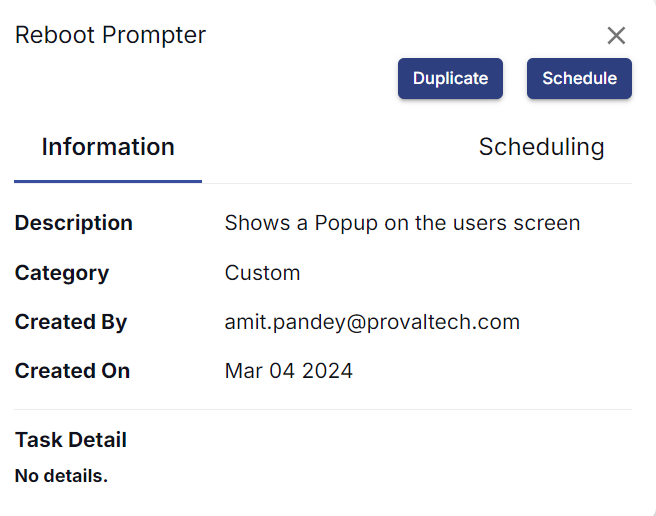 Reboot Prompter
Duplicate
Schedule
Information
Scheduling
Description Shows a Popup on the users screen
Category Custom
Created By amit.pandey@provaltech.com
Created On Mar 04 2024
Task Detail
No details.